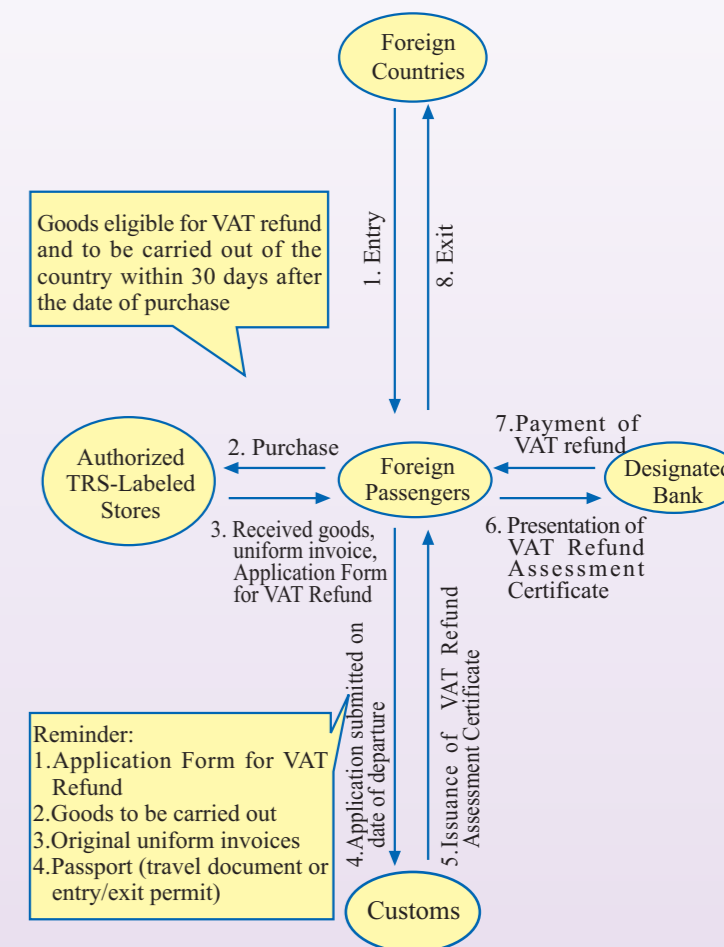 Foreign
Countries
1. Entry
8. Exit
Goods eligible for VAT refund
and to be carried out of the
country within 30 days after
the date of purchase
Authorized
TRS-Labeled
Stores
2. Purchase
3. Received goods,
uniform invoice,
Application Form
for VAT Refund
Foreign
Passengers
7.Payment of
VAT refund
Designated
Bank
6. Presentation of
VAT Refund
Assessment
Certificate
4.Application submitted on
date of departure
5.Issuance of VAT Refund
Assessment Certificate
Reminder:
1.Application Form for VAT
Refund
2.Goods to be carried out
3.Original uniform invoices
4.Passport (travel document or
entry/exit permit)
Customs